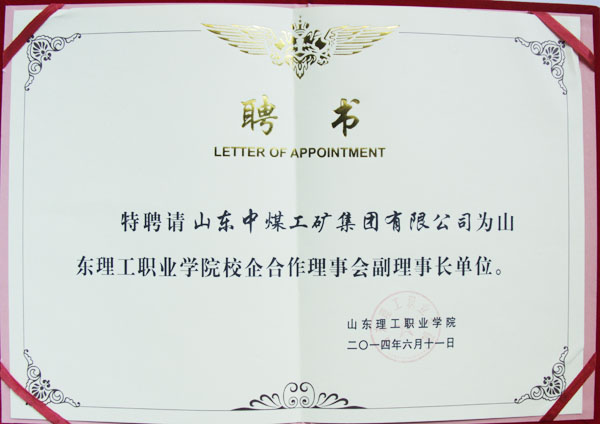 聘 书
LETTER OF APPOINTMENT
特聘请山东中煤工矿集团有限公司为山
东理工职业学院校企合作理事会副理事长单位。
山东理工职业学院
二〇一四年六月十一日